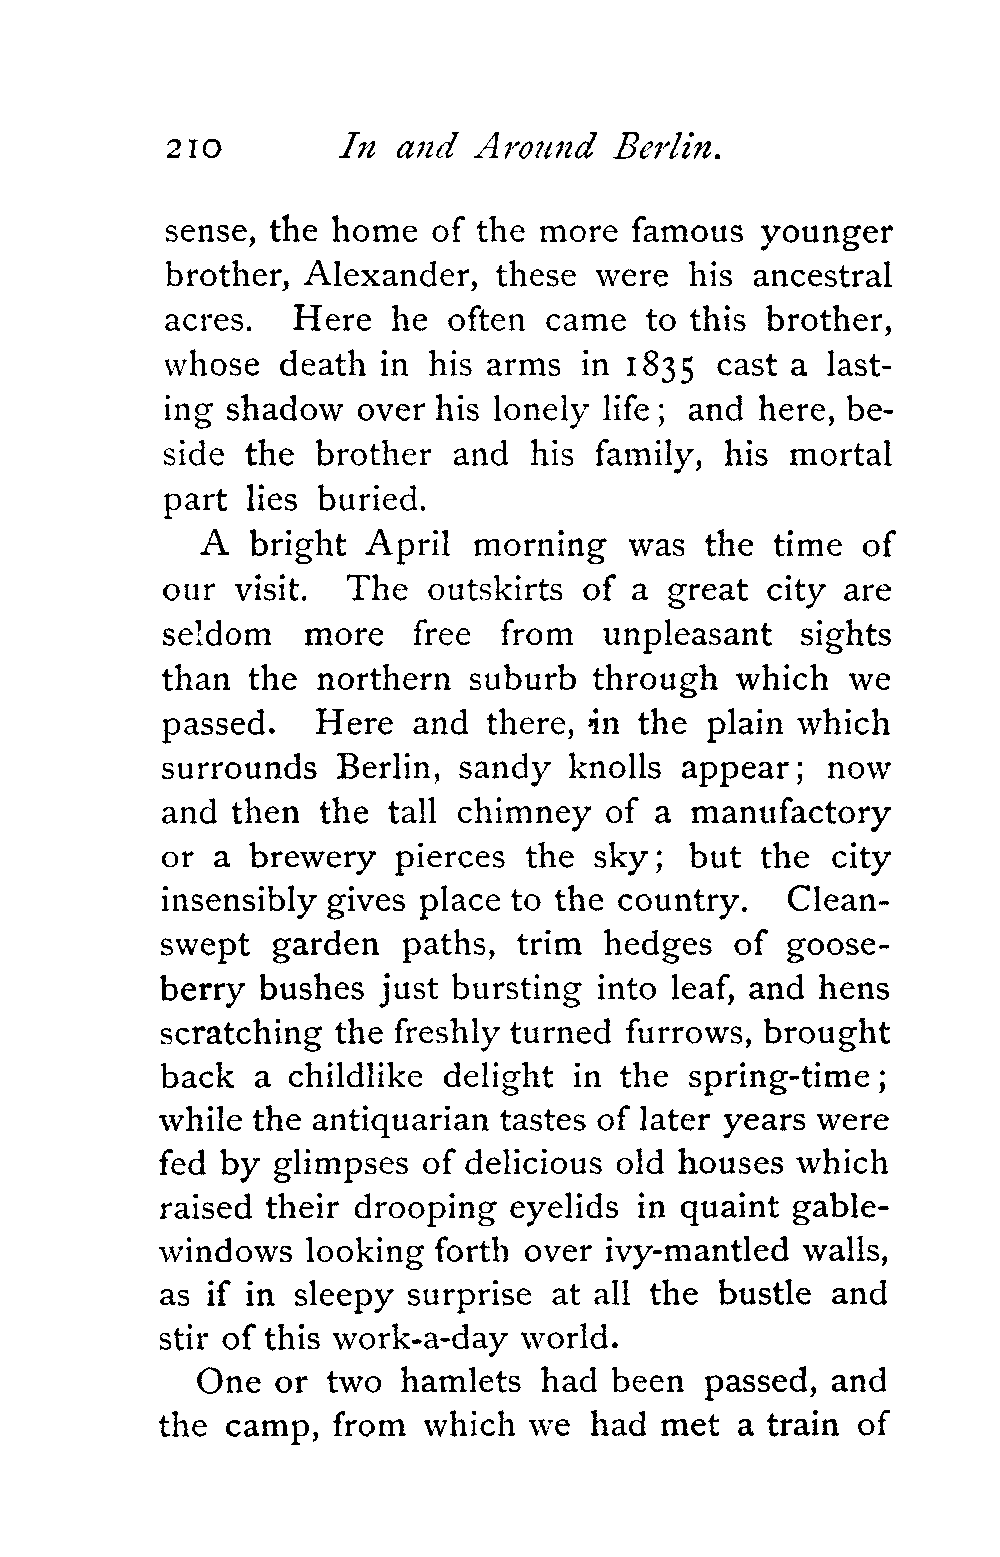 210 In and Around Berlin.
sense, the home of the more famous younger
brother, Alexander, these were his ancestral
acres. Here he often came to this brother,
whose death in his arms in 1835 cast a last-
ing shadow over his lonely life; and here, be-
side the brother and his family, his mortal
part lies buried.
A bright April morning was the time of
our visit. The outskirts of a great city are
seldom more free from unpleasant sights
than the northern suburb through which we
passed. Here and there, in the plain which
surrounds Berlin, sandy knolls appear; now
and then the tall chimney of a manufactory
or a brewery pierces the sky; but the city
insensibly gives place to the country. Clean-
swept garden paths, trim hedges of goose-
berry bushes just bursting into leaf, and hens
scratching the freshly turned furrows, brought
back a childlike delight in the spring-time;
while the antiquarian tastes of later years were
fed by glimpses of delicious old houses which
raised their drooping eyelids in quaint gable-
windows looking forth over ivy-mantled walls,
as if in sleepy surprise at all the bustle and
stir of this work-a-day world.
One or two hamlets had been passed, and
the camp, from which we had met a train of